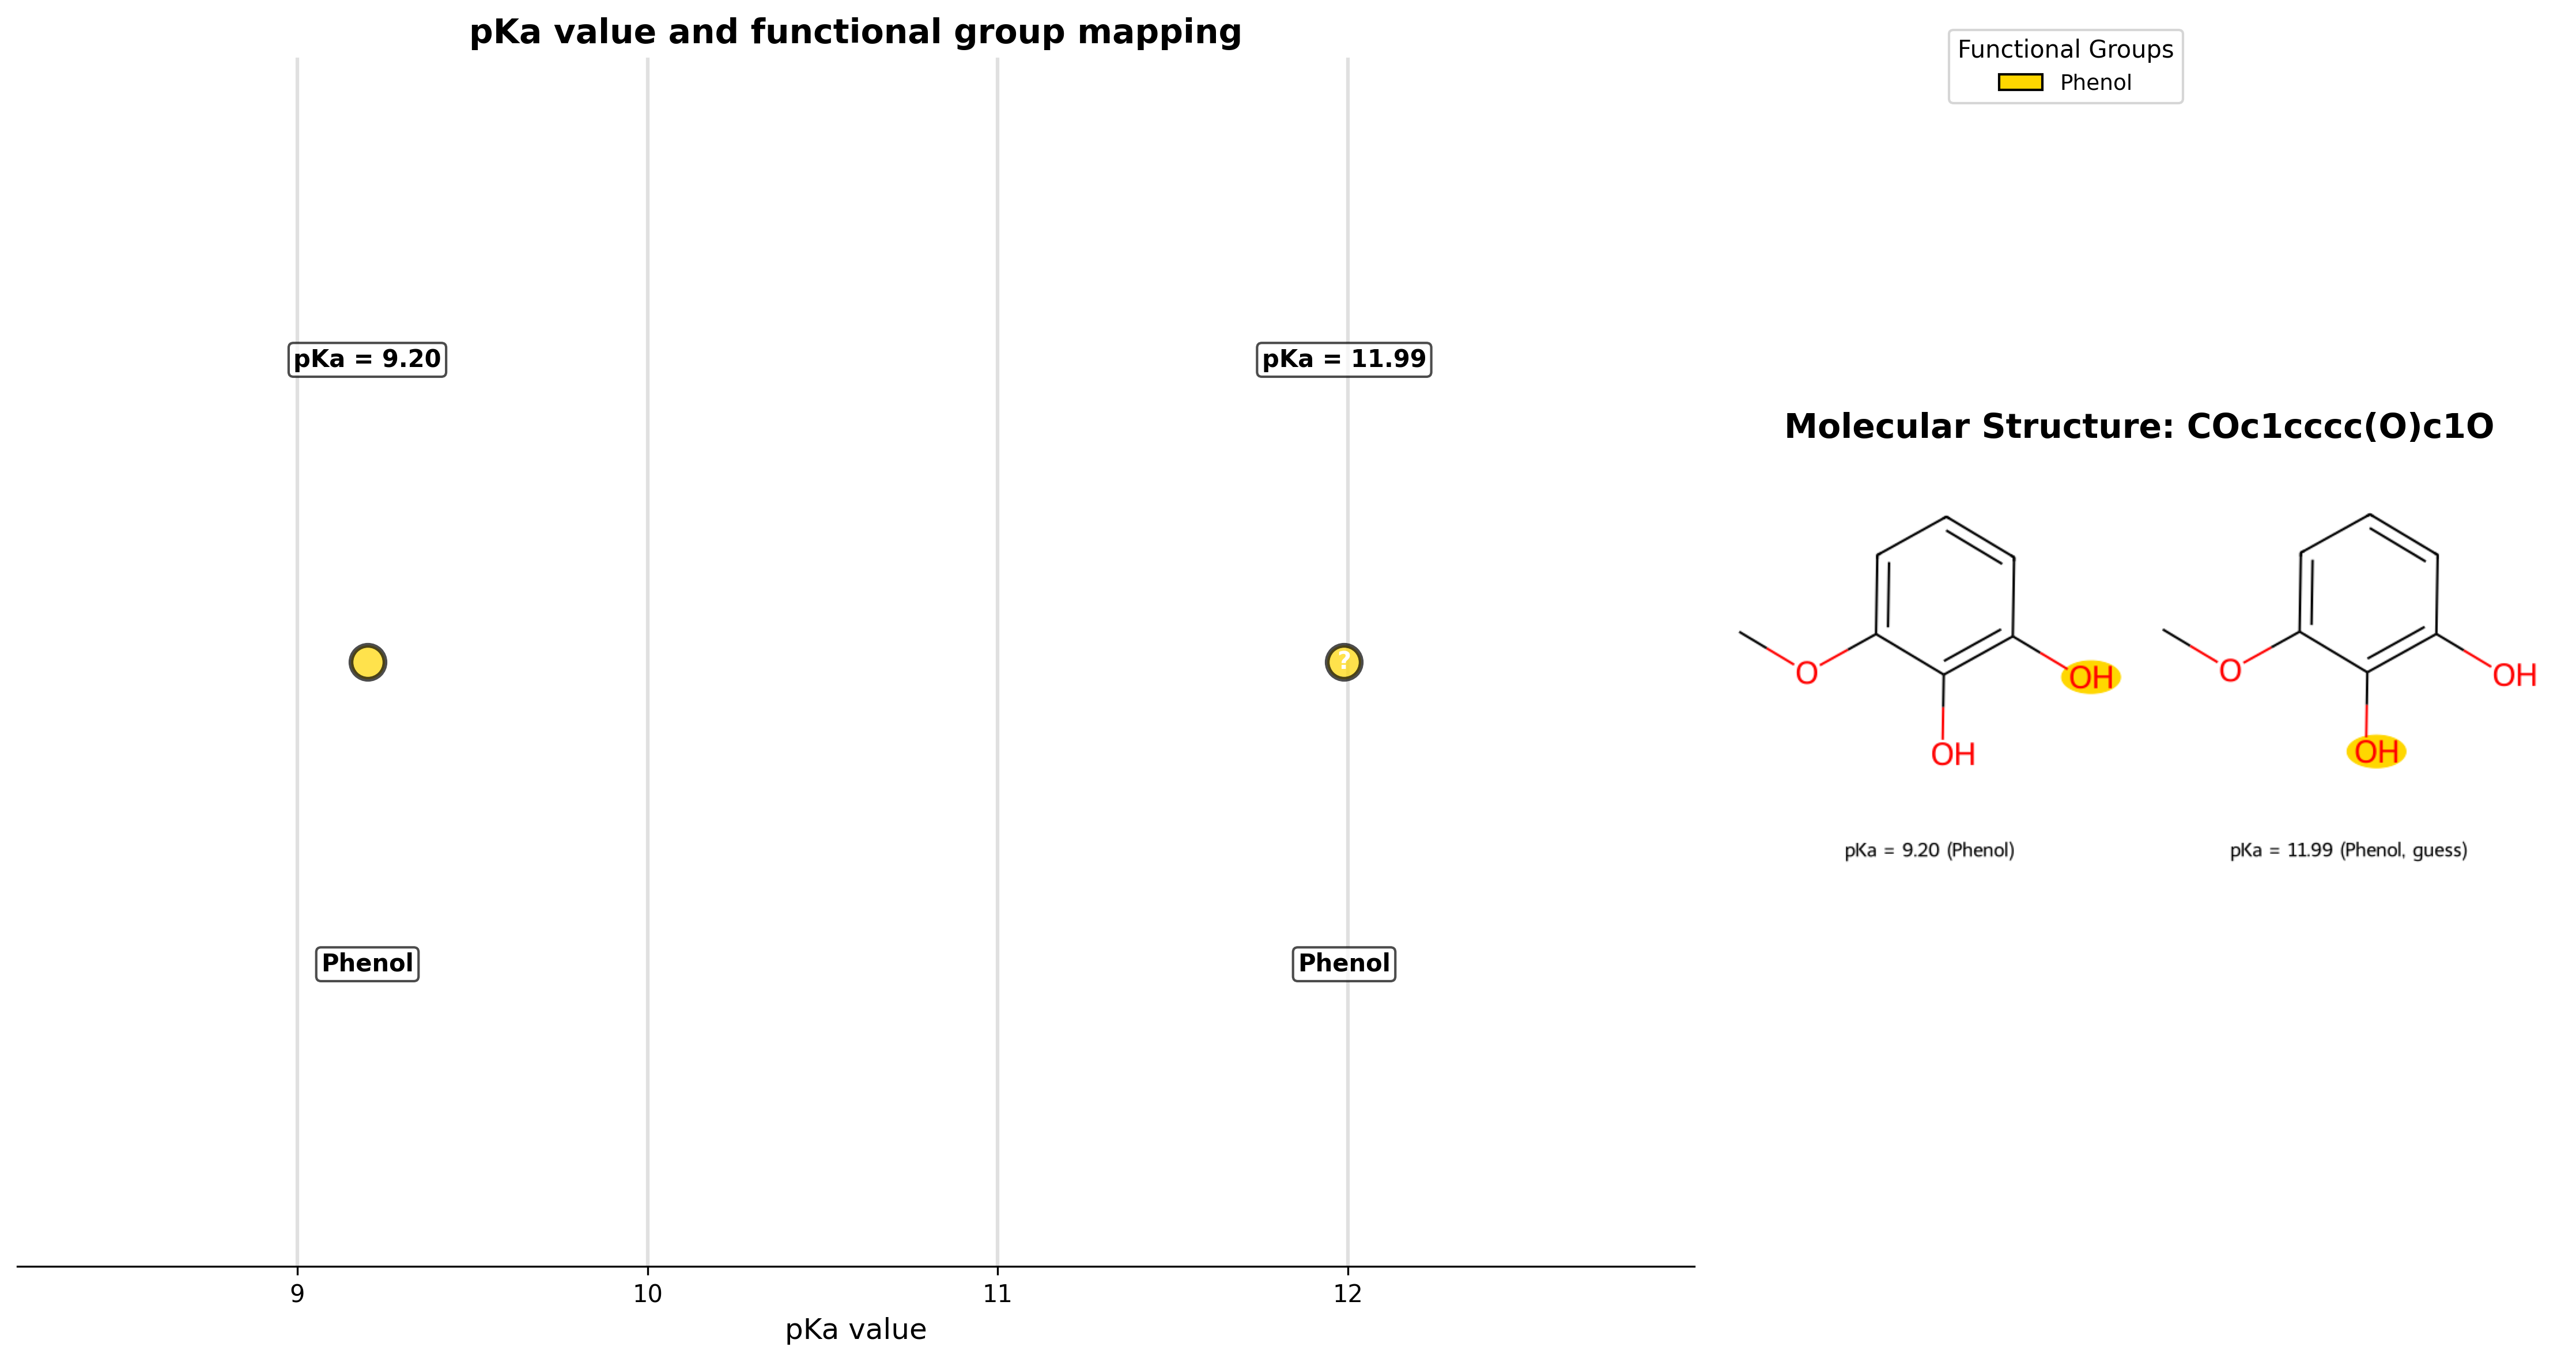 pKa value and functional group mapping
pKa = 9.20
pKa = 11.99
?
Phenol
Phenol
9
10
11
12
pKa value
Functional Groups
Phenol
Molecular Structure: COc1cccc(O)c1O
O
OH
OH
O
OH
OH
pKa = 9.20 (Phenol)
pKa = 11.99 (Phenol, guess)